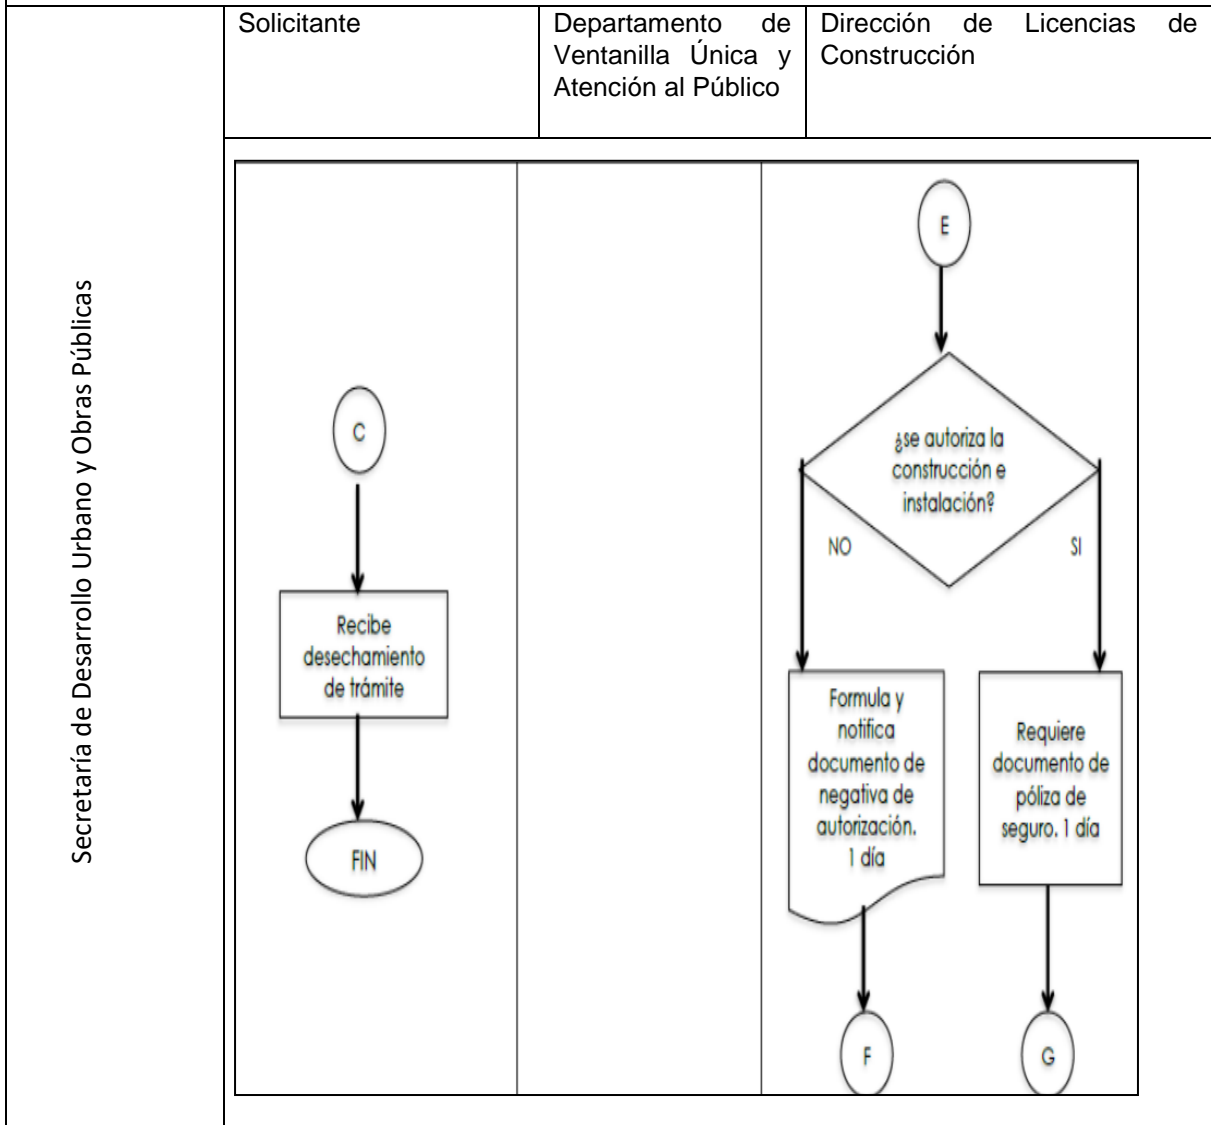 Solicitante
Departamento de
Ventanilla Única y
Atención al Público
Dirección de Licencias de
Construcción
Secretaría de Desarrollo Urbano y Obras Públicas
C
Recibe
desechamiento
de trámite
FIN
E
¿se autoriza la
construcción e
instalación?
NO
SI
Formula y
notifica
documento de
negativa de
autorización.
1 día
Requiere
documento de
póliza de
seguro. 1 día
F
G